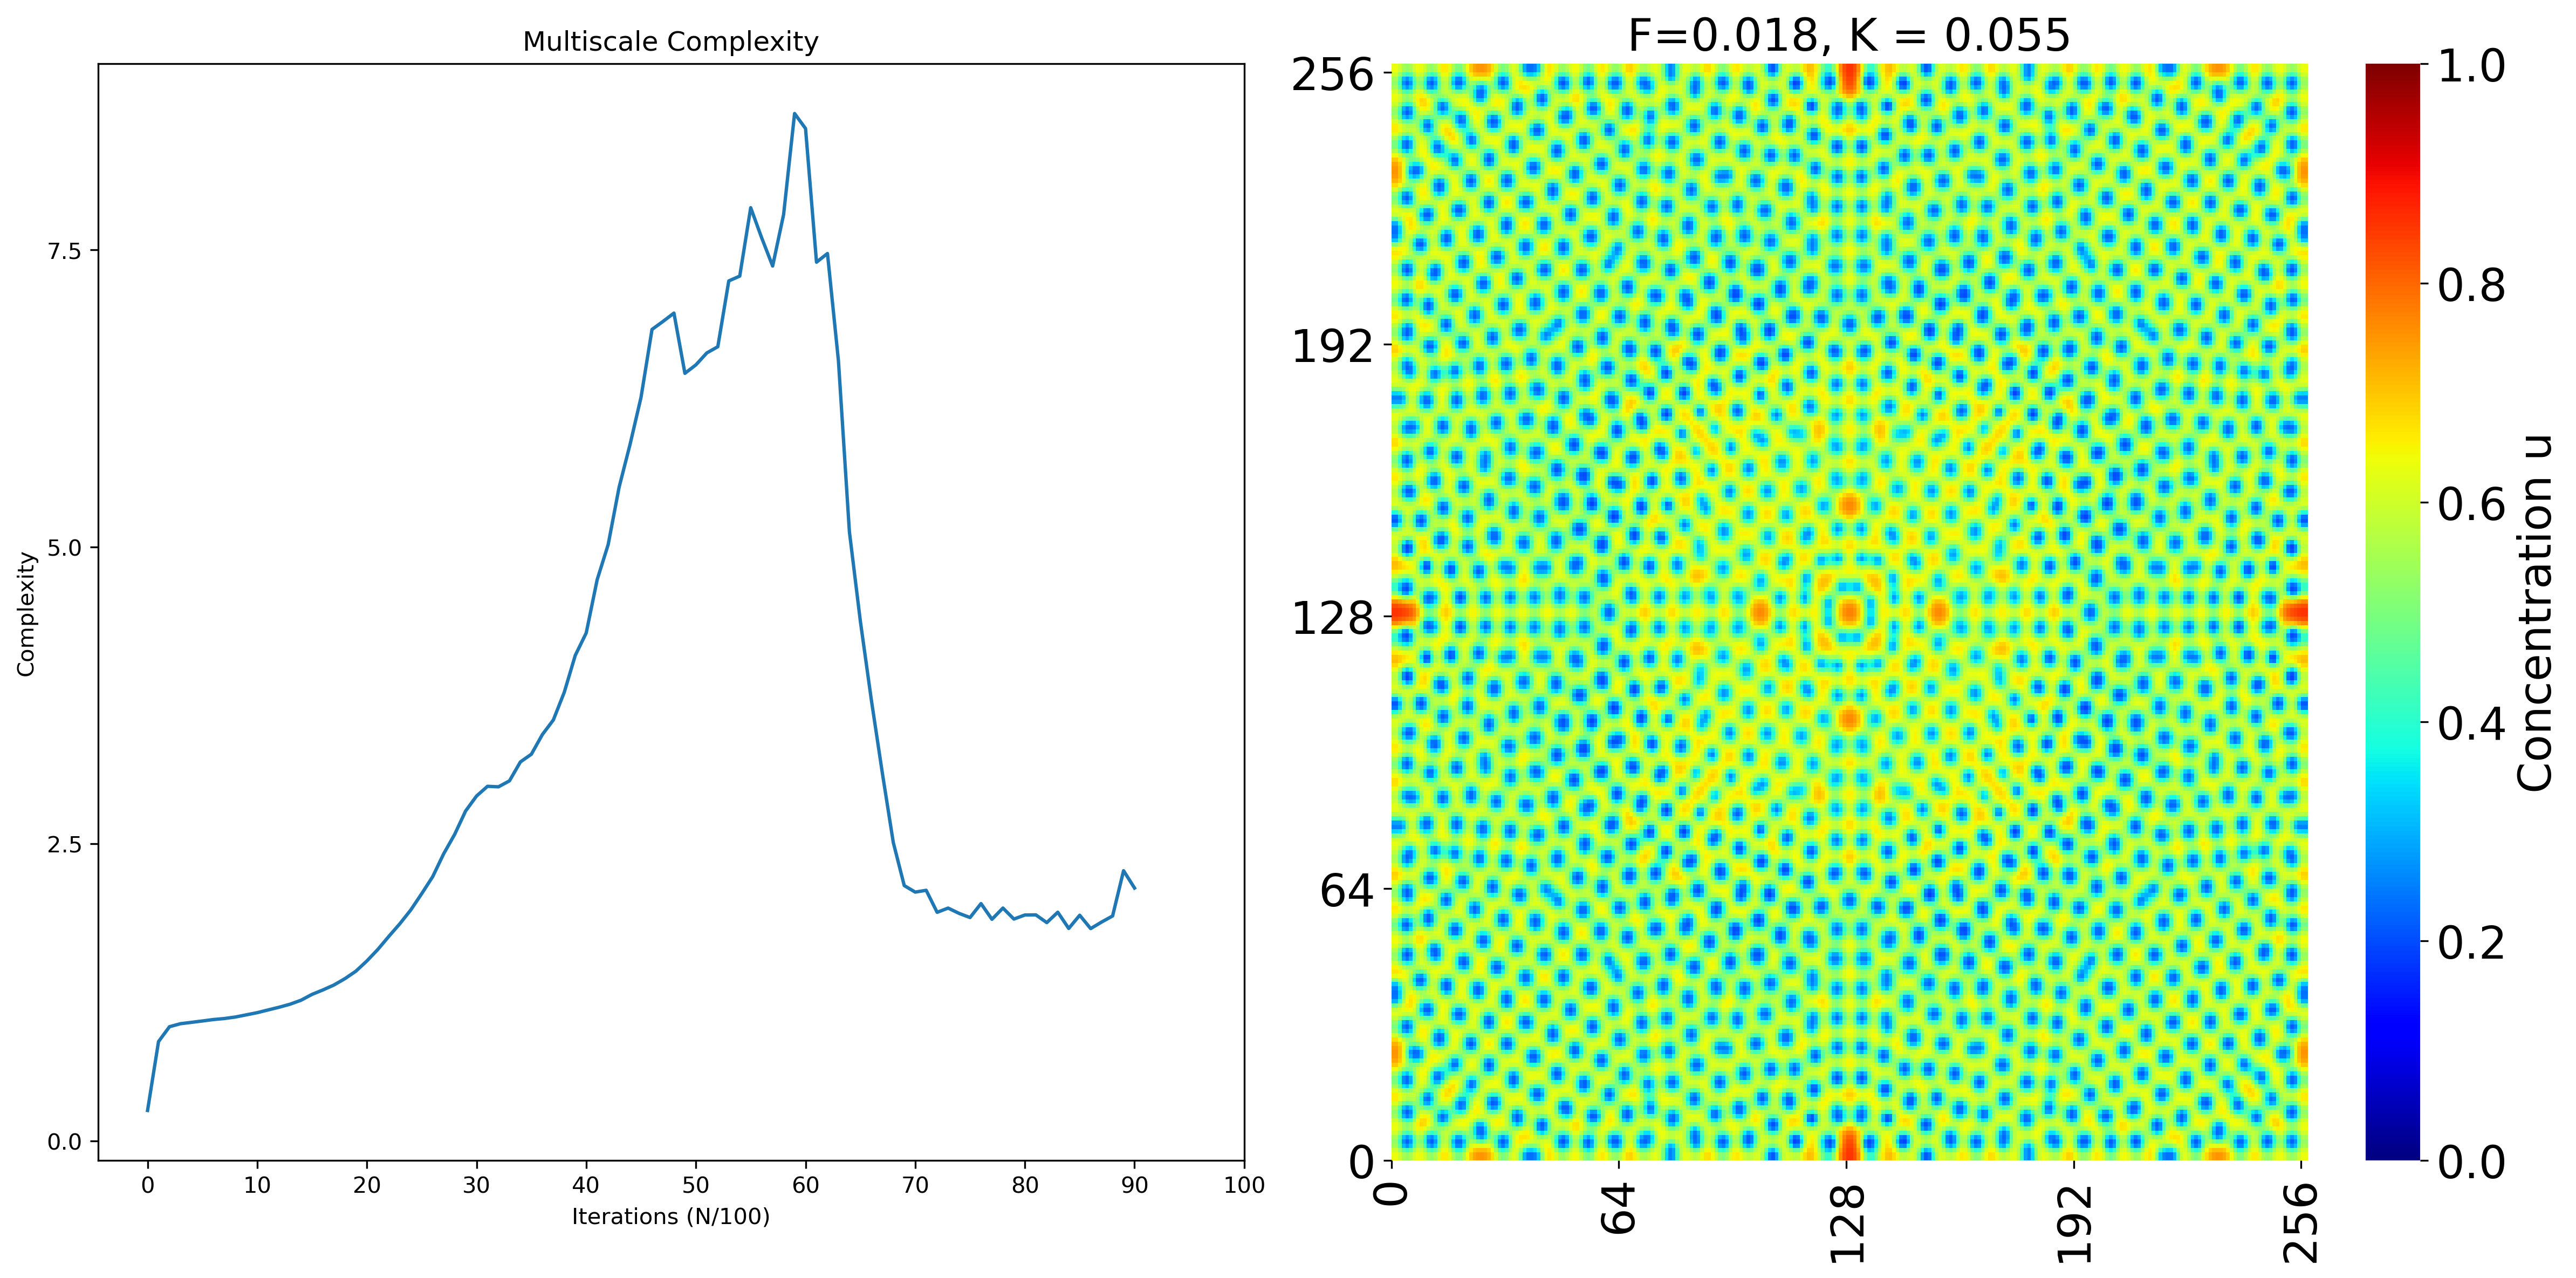 Multiscale Complexity
7.5
5.0
2.5
0.0
Complexity
0 10 20 30 40 50 60 70 80 90 100
Iterations (N/100)
F=0.018, K = 0.055
256
192
128
64
0
0 64 128 192 256
1.0
0.8
0.6
0.4
0.2
0.0
Concentration u